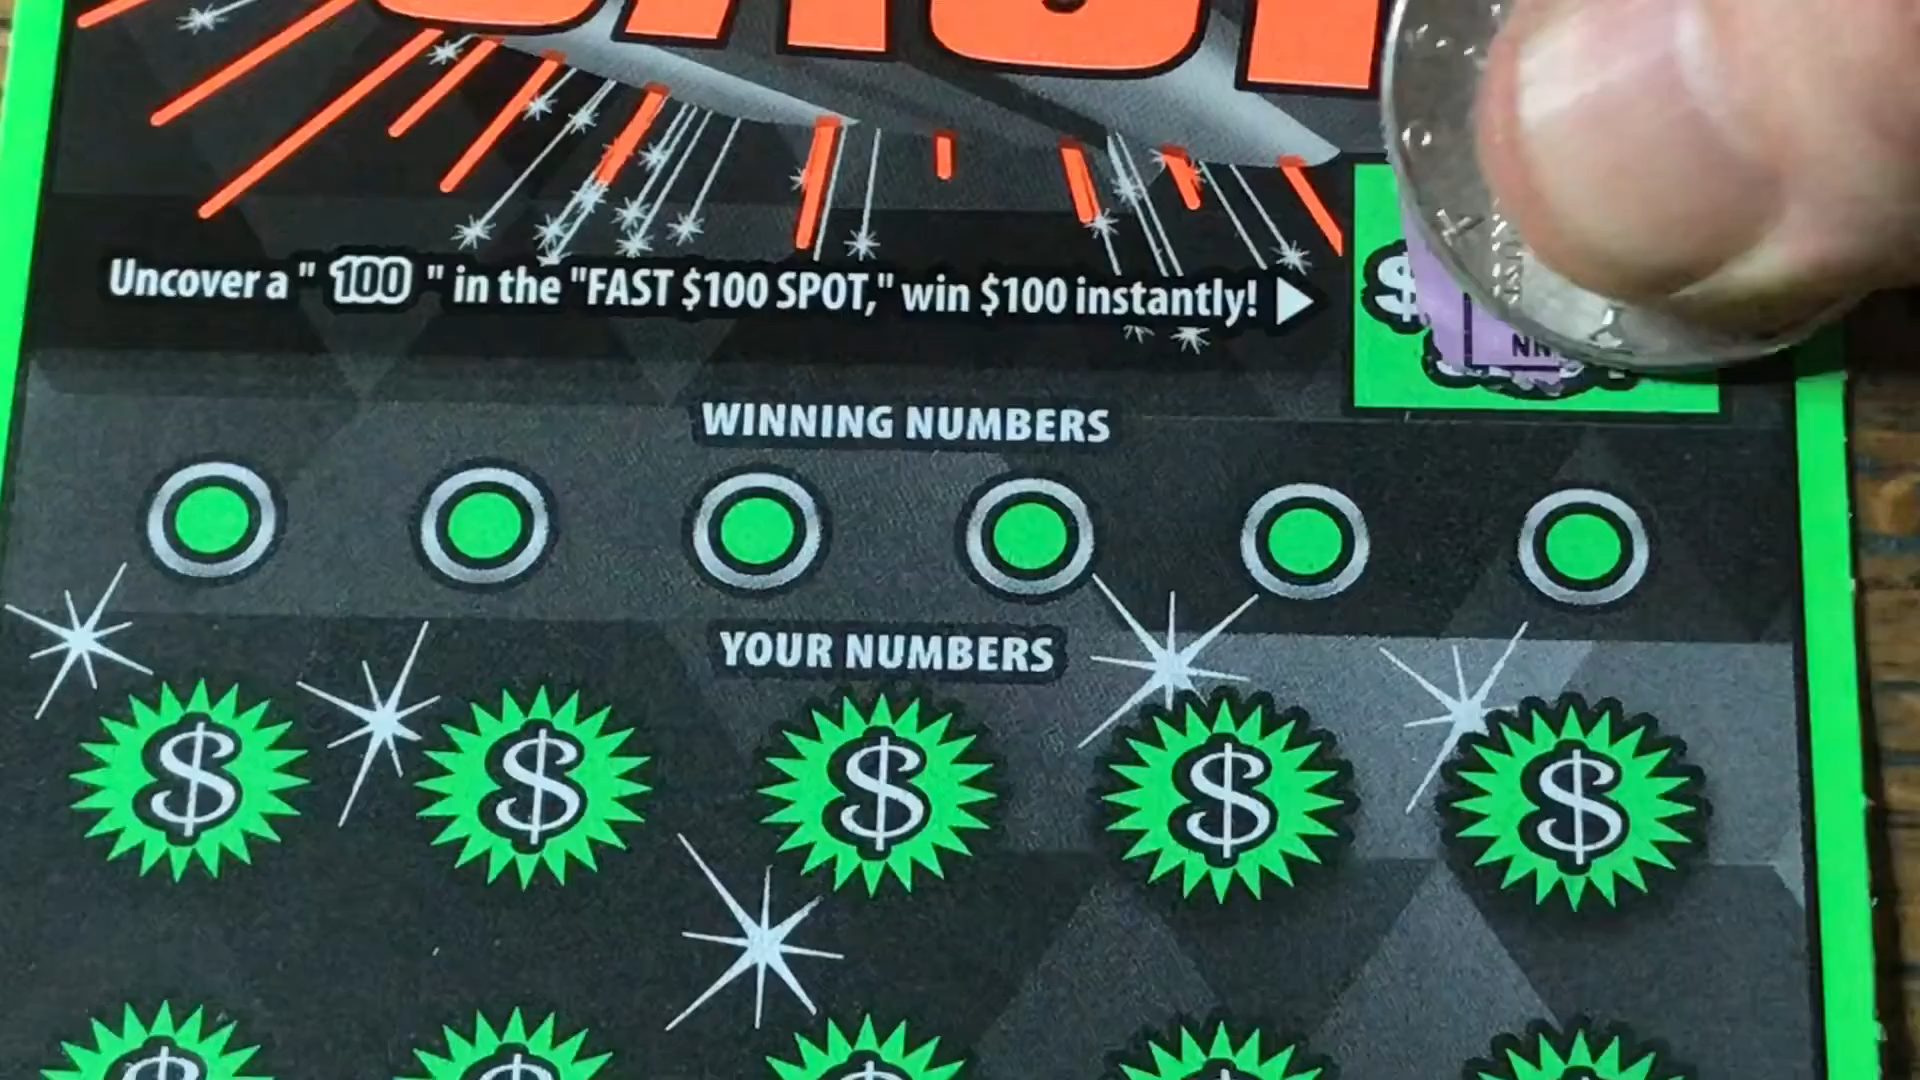 Uncover a " 100 " in the "FAST $100 SPOT," win $100 instantly!
$
WINNING NUMBERS
YOUR NUMBERS
$ $ $ $ $
$ $ $ $ $